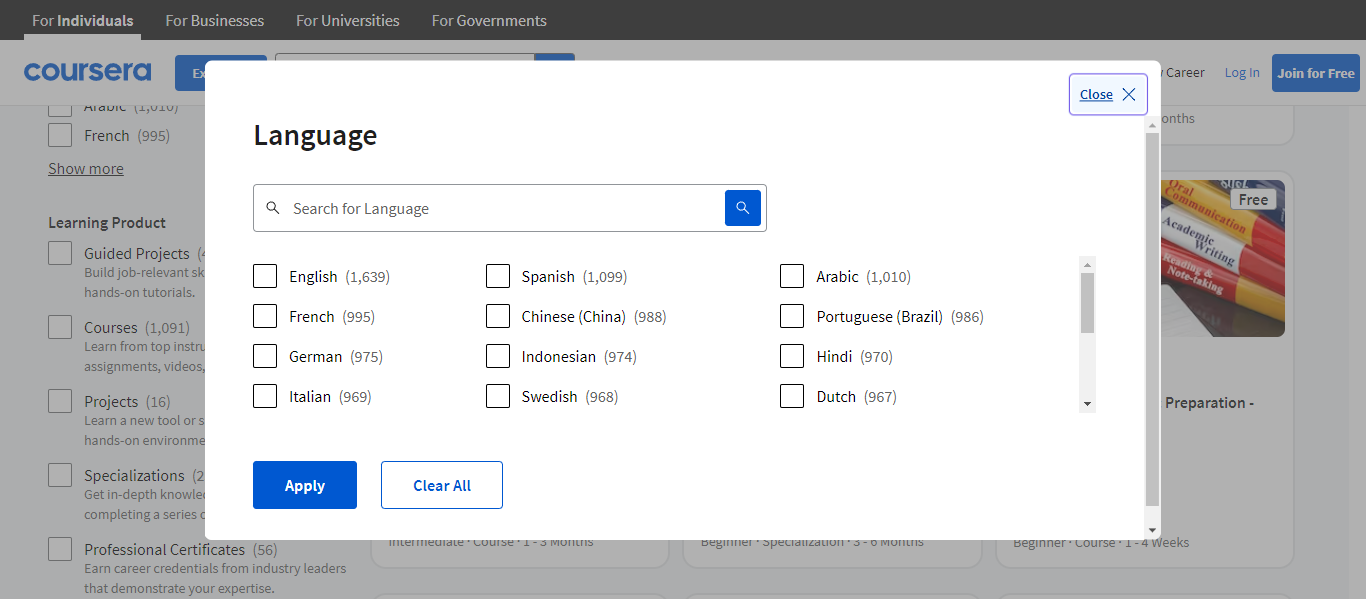 For Individuals
For Businesses
For Universities
For Governments
coursera
Ex
Career
Log In
Join for Free
Arabic (1,010)
French (995)
Show more
Learning Product
Guided Projects
Build job-relevant
hands-on tutorials.
Courses (1,091)
Learn from top
assignments, videos,
Projects (16)
Learn a new tool or
hands-on
Specializations
Get in-depth
completing a series
Professional Certificates (56)
Earn career credentials from industry leaders
that demonstrate your expertise.
Close
Language
Search for Language
English (1,639)
Spanish (1,099)
Arabic (1,010)
French (995)
Chinese (China) (988)
Portuguese (Brazil) (986)
German (975)
Indonesian (974)
Hindi (970)
Italian (969)
Swedish (968)
Dutch (967)
Apply
Clear All
Free
Oral
Communication
Academic
Writing
Reading &
Note-taking
Preparation -
Intermediate · Course · 1 - 3 Months
Beginner · Specialization · 3 - 6 Months
Beginner · Course · 1 - 4 Weeks